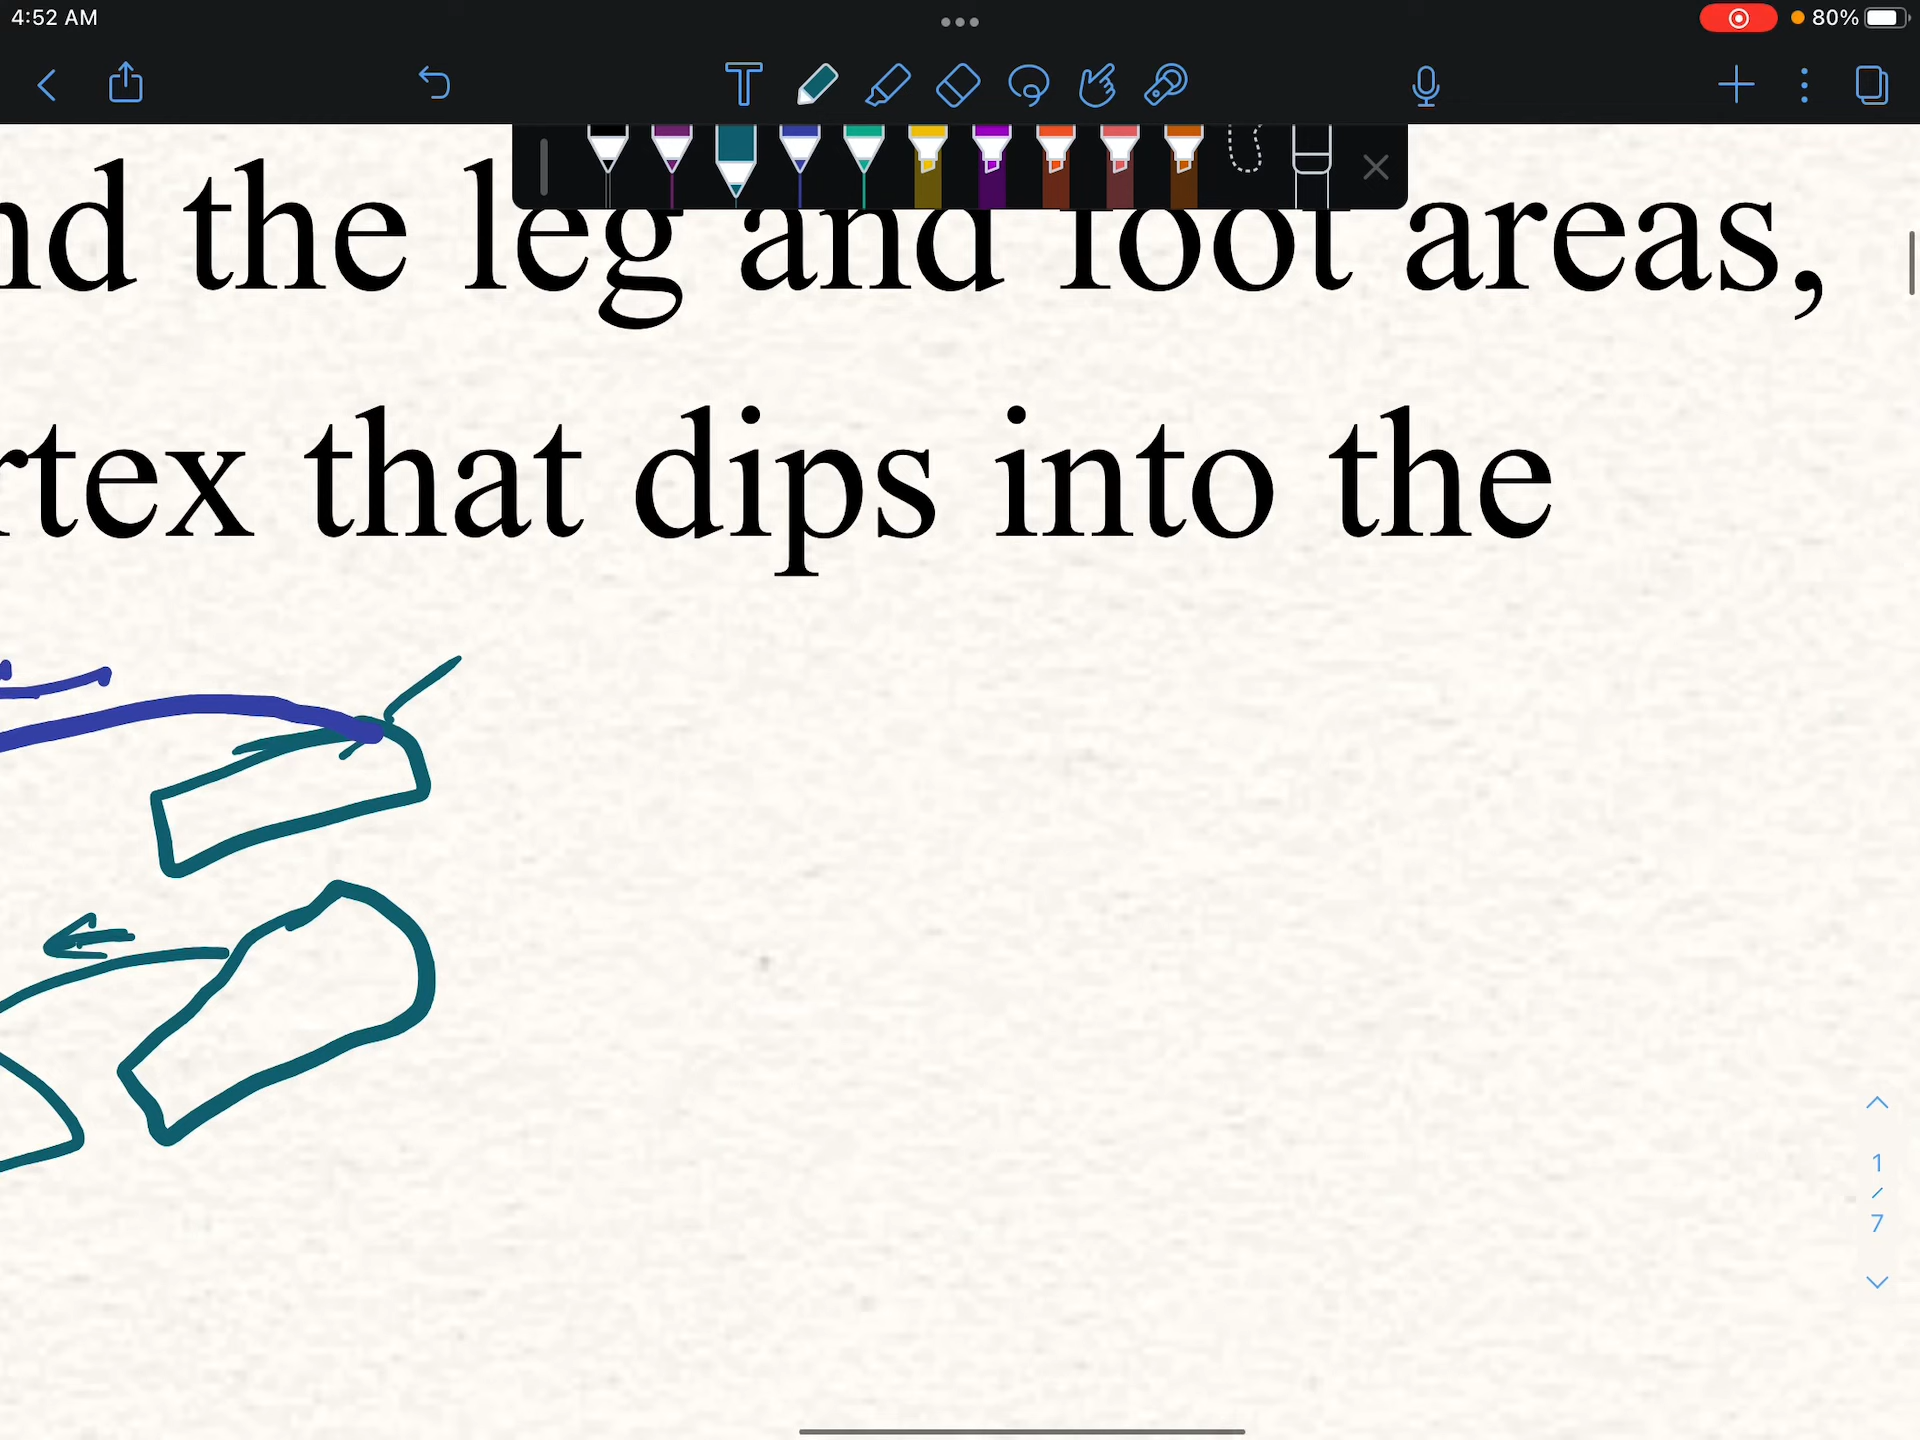 4:52 AM
80%
nd the leg and foot areas,
rtex that dips into the
1
/
7